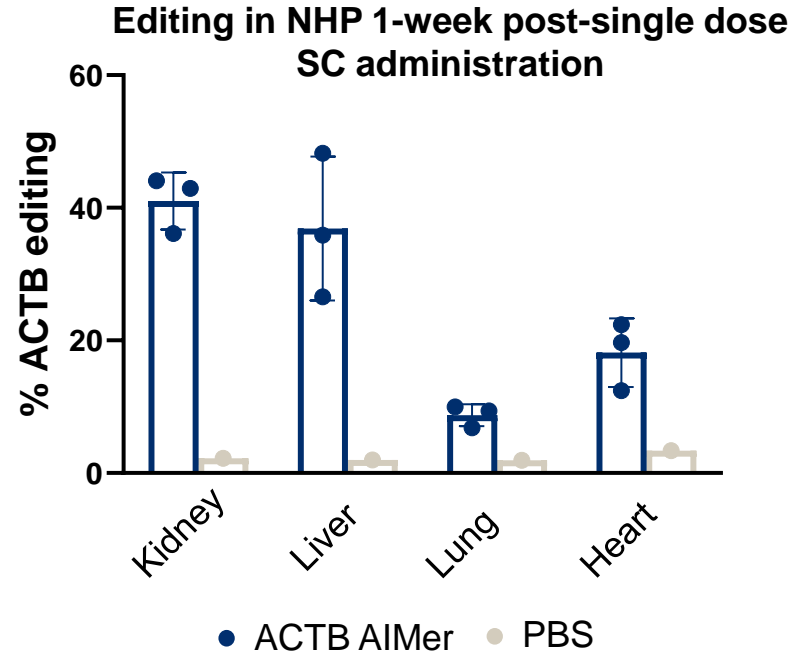 Editing in NHP 1-week post-single dose
SC administration
% ACTB editing
60
40
20
0
Kidney
Liver
Lung
Heart
ACTB AIMer
PBS